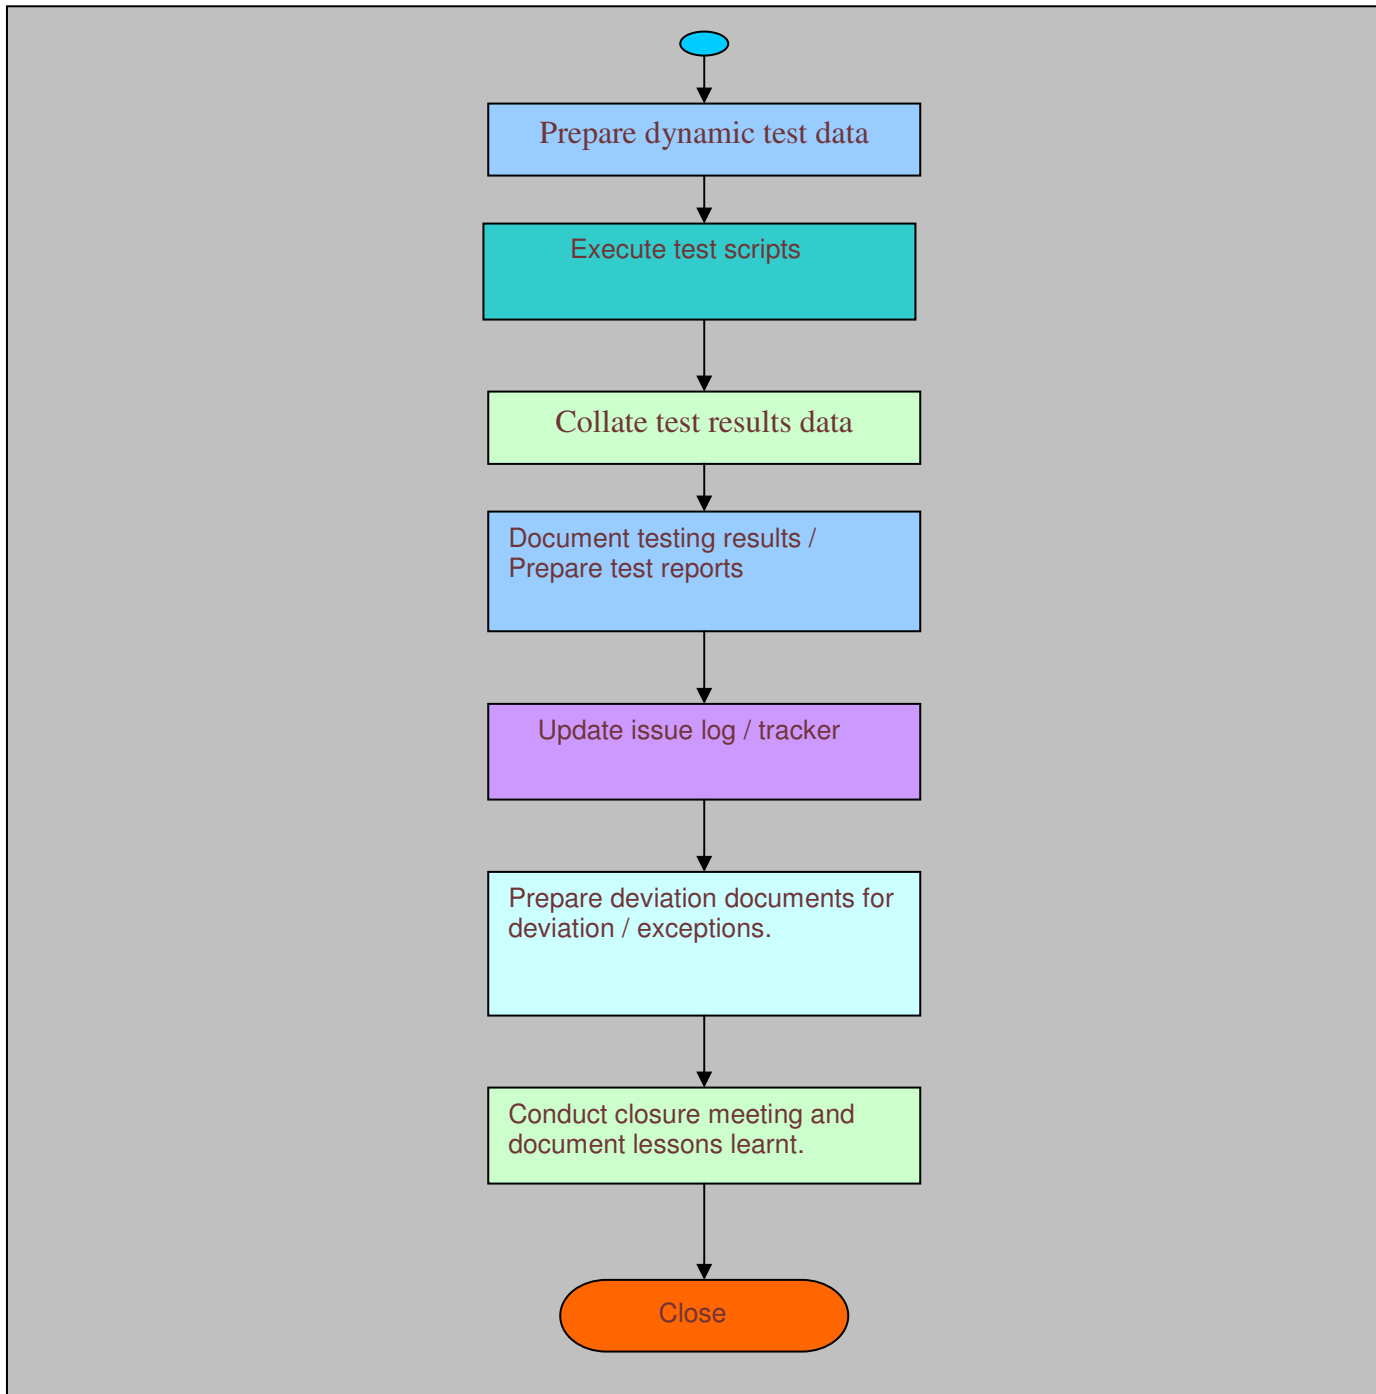 Prepare dynamic test data
Execute test scripts
Collate test results data
Document testing results /
Prepare test reports
Update issue log / tracker
Prepare deviation documents for
deviation / exceptions.
Conduct closure meeting and
document lessons learnt.
Close